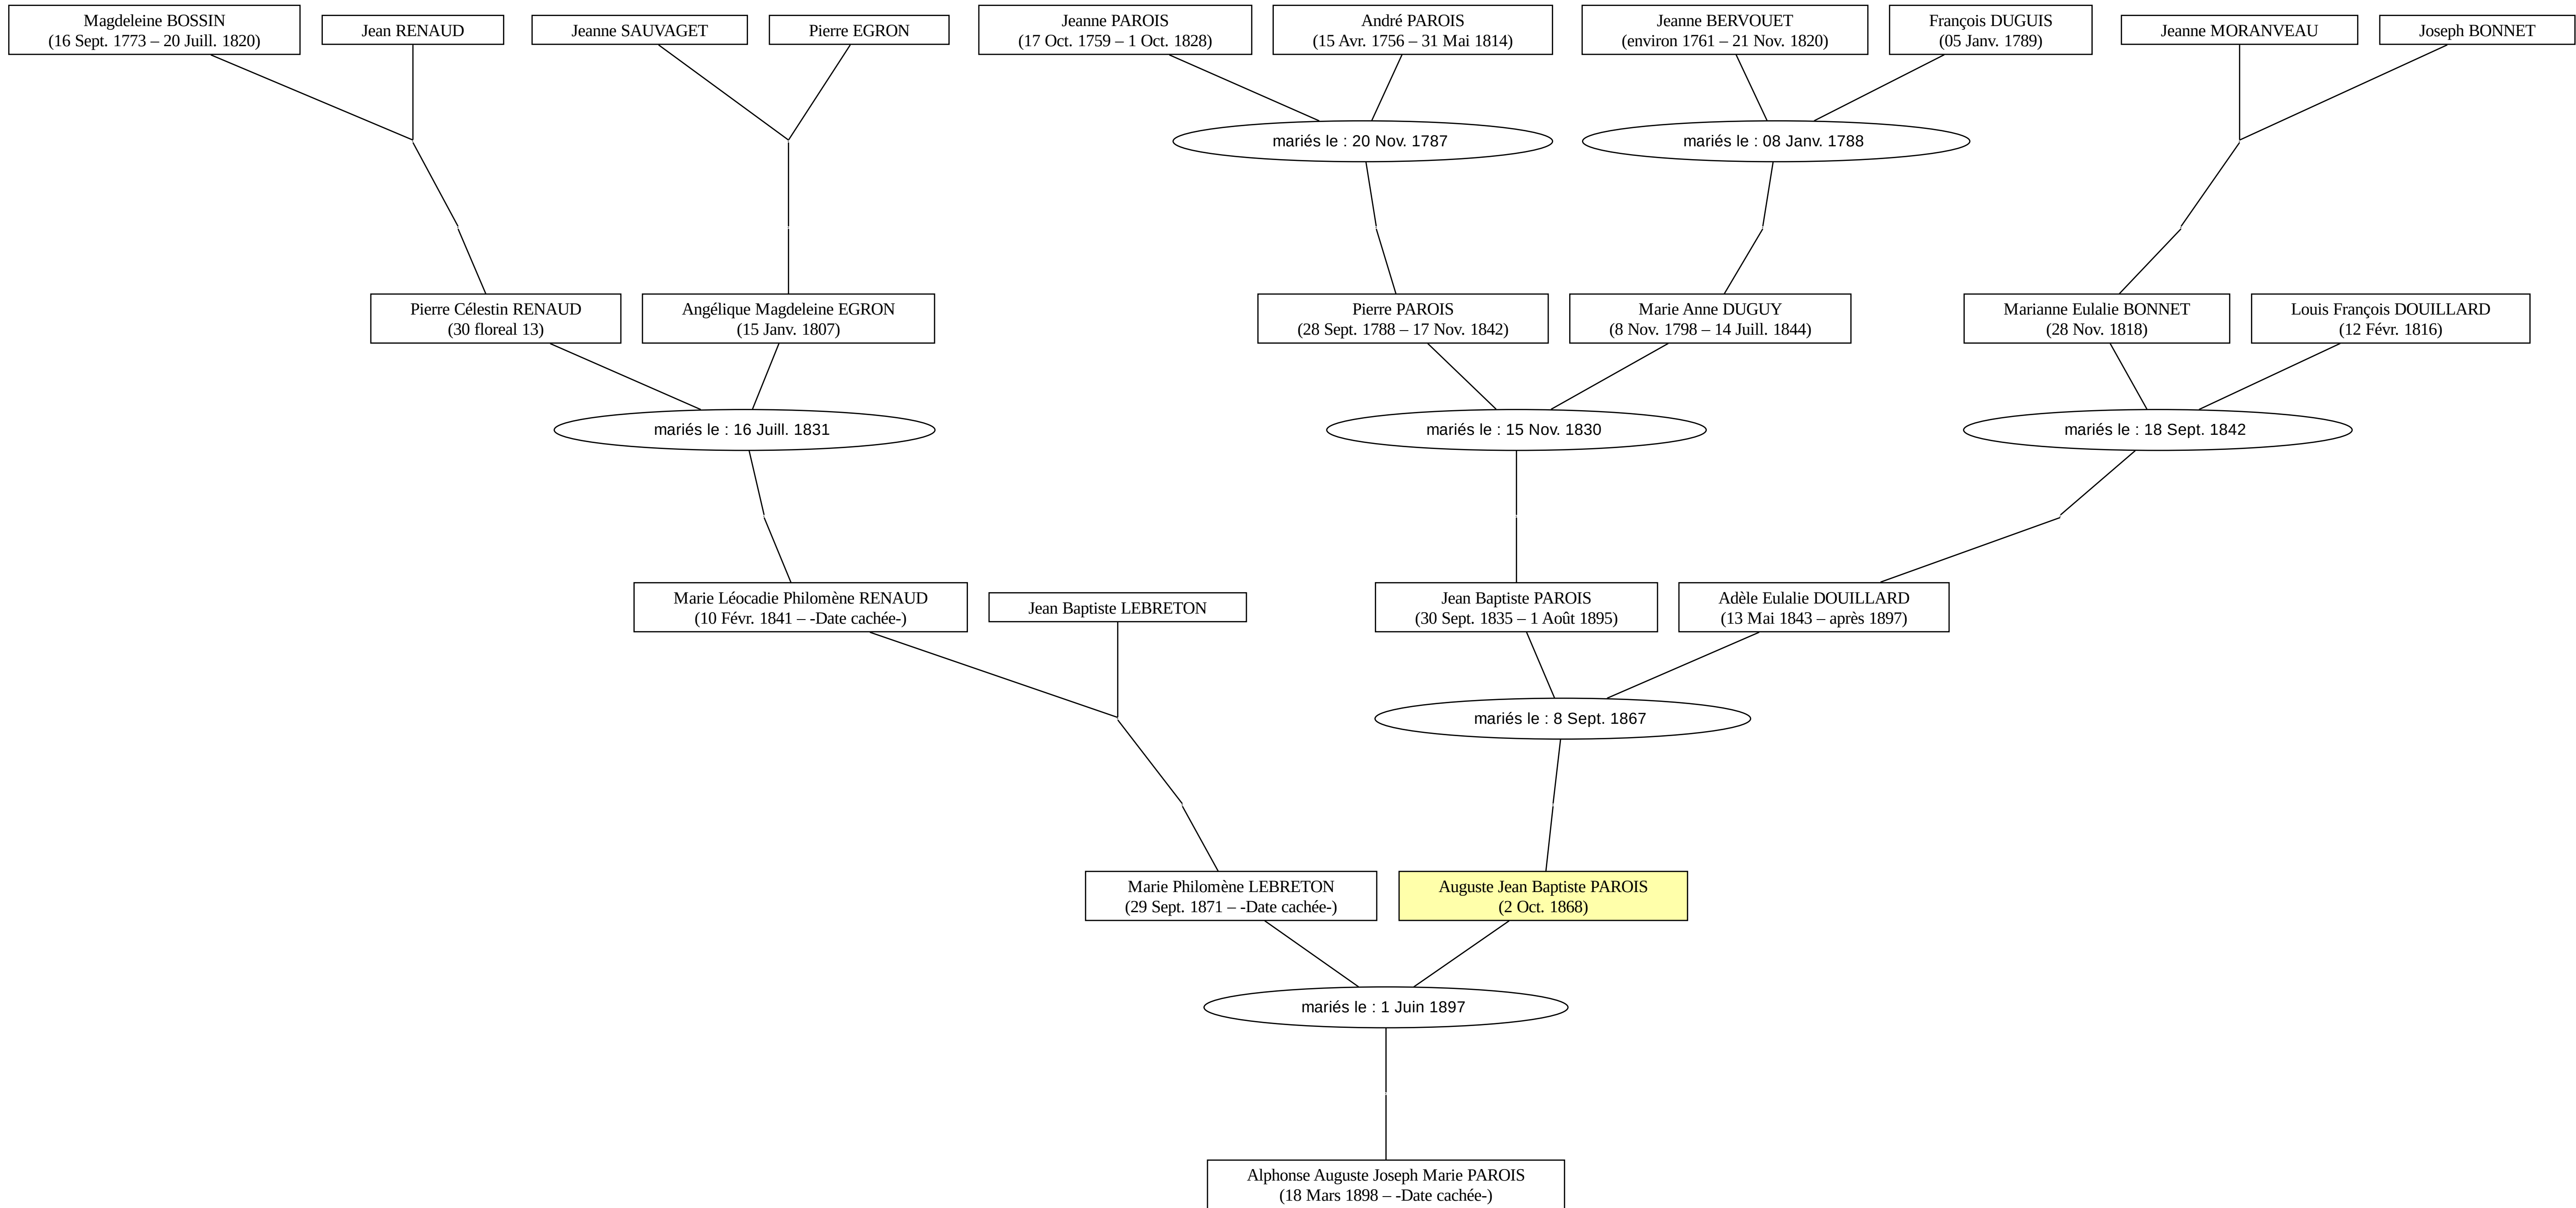 Magdeleine BOSSIN
(16 Sept. 1773 – 20 Juill. 1820)
Jean RENAUD
Jeanne SAUVAGET
Pierre EGRON
Jeanne PAROIS
(17 Oct. 1759 – 1 Oct. 1828)
André PAROIS
(15 Avr. 1756 – 31 Mai 1814)
Jeanne BERVOUET
(environ 1761 – 21 Nov. 1820)
François DUGUIS
(05 Janv. 1789)
Jeanne MORANVEAU
Joseph BONNET
mariés le : 20 Nov. 1787
mariés le : 08 Janv. 1788
Pierre Célestin RENAUD
(30 floreal 13)
Angélique Magdeleine EGRON
(15 Janv. 1807)
Pierre PAROIS
(28 Sept. 1788 – 17 Nov. 1842)
Marie Anne DUGUY
(8 Nov. 1798 – 14 Juill. 1844)
Marianne Eulalie BONNET
(28 Nov. 1818)
Louis François DOUILLARD
(12 Févr. 1816)
mariés le : 16 Juill. 1831
mariés le : 15 Nov. 1830
mariés le : 18 Sept. 1842
Marie Léocadie Philomène RENAUD
(10 Févr. 1841 – -Date cachée-)
Jean Baptiste LEBRETON
Jean Baptiste PAROIS
(30 Sept. 1835 – 1 Août 1895)
Adèle Eulalie DOUILLARD
(13 Mai 1843 – après 1897)
mariés le : 8 Sept. 1867
Marie Philomène LEBRETON
(29 Sept. 1871 – -Date cachée-)
Auguste Jean Baptiste PAROIS
(2 Oct. 1868)
mariés le : 1 Juin 1897
Alphonse Auguste Joseph Marie PAROIS
(18 Mars 1898 – -Date cachée-)